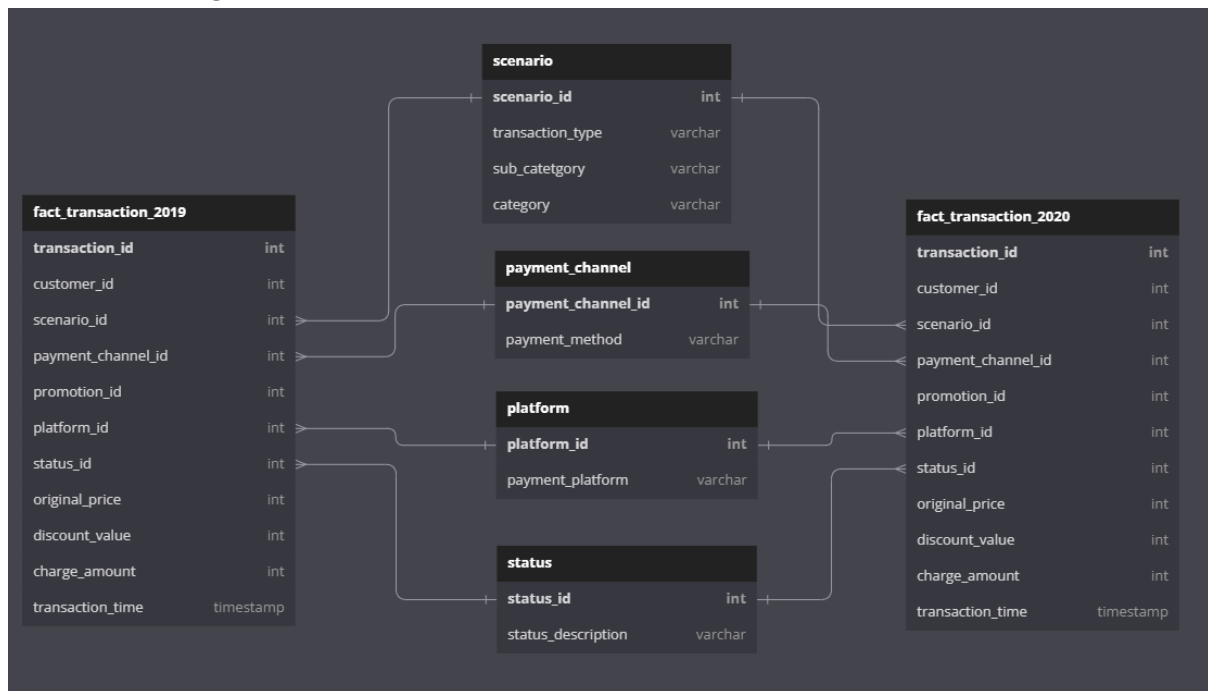 scenario
scenario_id int
transaction_type varchar
sub_catetgory varchar
category varchar
fact_transaction_2019
transaction_id int
customer_id int
scenario_id int
payment_channel_id int
promotion_id int
platform_id int
status_id int
original_price int
discount_value int
charge_amount int
transaction_time timestamp
payment_channel
payment_channel_id int
payment_method varchar
platform
platform_id int
payment_platform varchar
status
status_id int
status_description varchar
fact_transaction_2020
transaction_id int
customer_id int
scenario_id int
payment_channel_id int
promotion_id int
platform_id int
status_id int
original_price int
discount_value int
charge_amount int
transaction_time timestamp